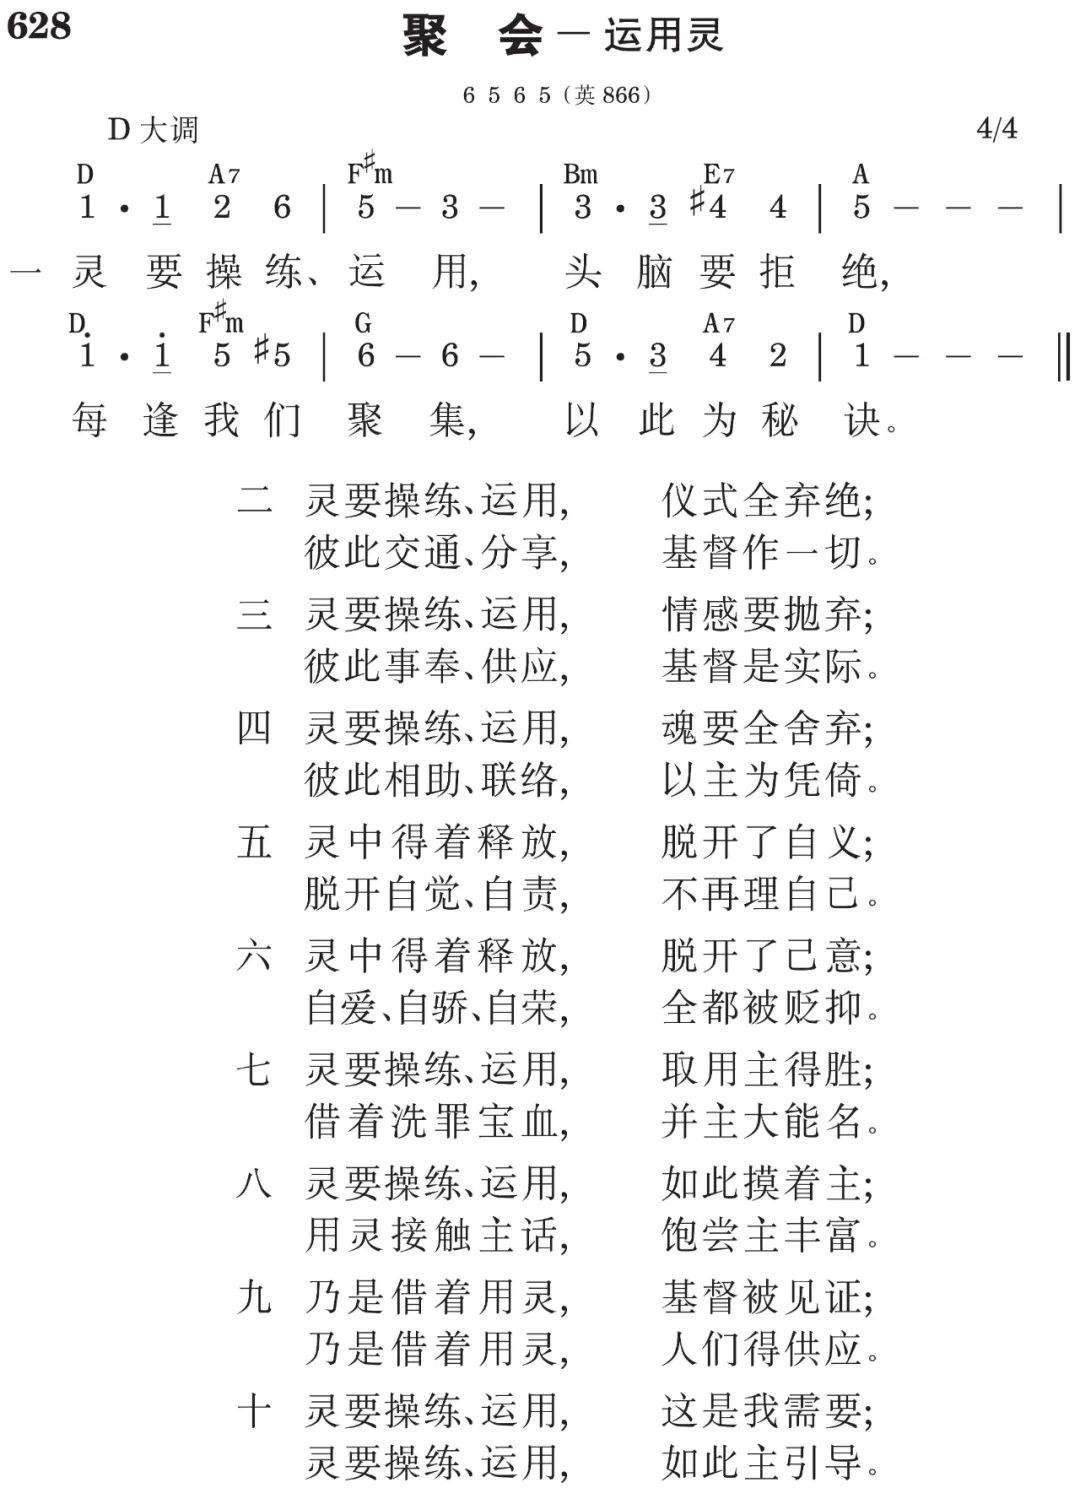 628
聚 会 — 运用灵
6 5 6 5（英 866）
D 大调 4/4
D A7 F♯m Bm E7 A
1 · 1 2 6 | 5 – 3 – | 3 · 3 ♯4 4 | 5 – – – |
一 灵 要 操 练、运 用, 头 脑 要 拒 绝,
D F♯m G D A7 D
1̇ · 1̇ 5 ♯5 | 6 – 6 – | 5 · 3 4 2 | 1 – – – ‖
每 逢 我 们 聚 集, 以 此 为 秘 诀。
二 灵要操练、运用, 仪式全弃绝;
彼此交通、分享, 基督作一切。
三 灵要操练、运用, 情感要抛弃;
彼此事奉、供应, 基督是实际。
四 灵要操练、运用, 魂要全舍弃;
彼此相助、联络, 以主为凭倚。
五 灵中得着释放, 脱开了自义;
脱开自觉、自责, 不再理自己。
六 灵中得着释放, 脱开了己意;
自爱、自骄、自荣, 全都被贬抑。
七 灵要操练、运用, 取用主得胜;
借着洗罪宝血, 并主大能名。
八 灵要操练、运用, 如此摸着主;
用灵接触主话, 饱尝主丰富。
九 乃是借着用灵, 基督被见证;
乃是借着用灵, 人们得供应。
十 灵要操练、运用, 这是我需要;
灵要操练、运用, 如此主引导。